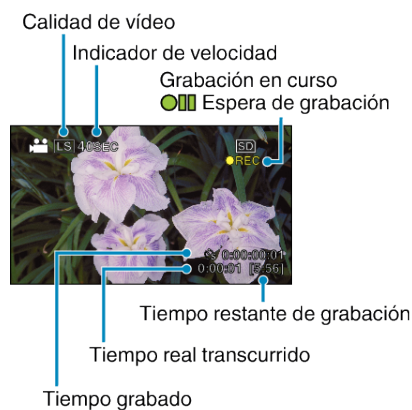 Calidad de vídeo
Indicador de velocidad
Grabación en curso
Espera de grabación
LS 40SEC
SD
REC
0:00:00:01
0:00:01 [5:56]
Tiempo restante de grabación
Tiempo real transcurrido
Tiempo grabado